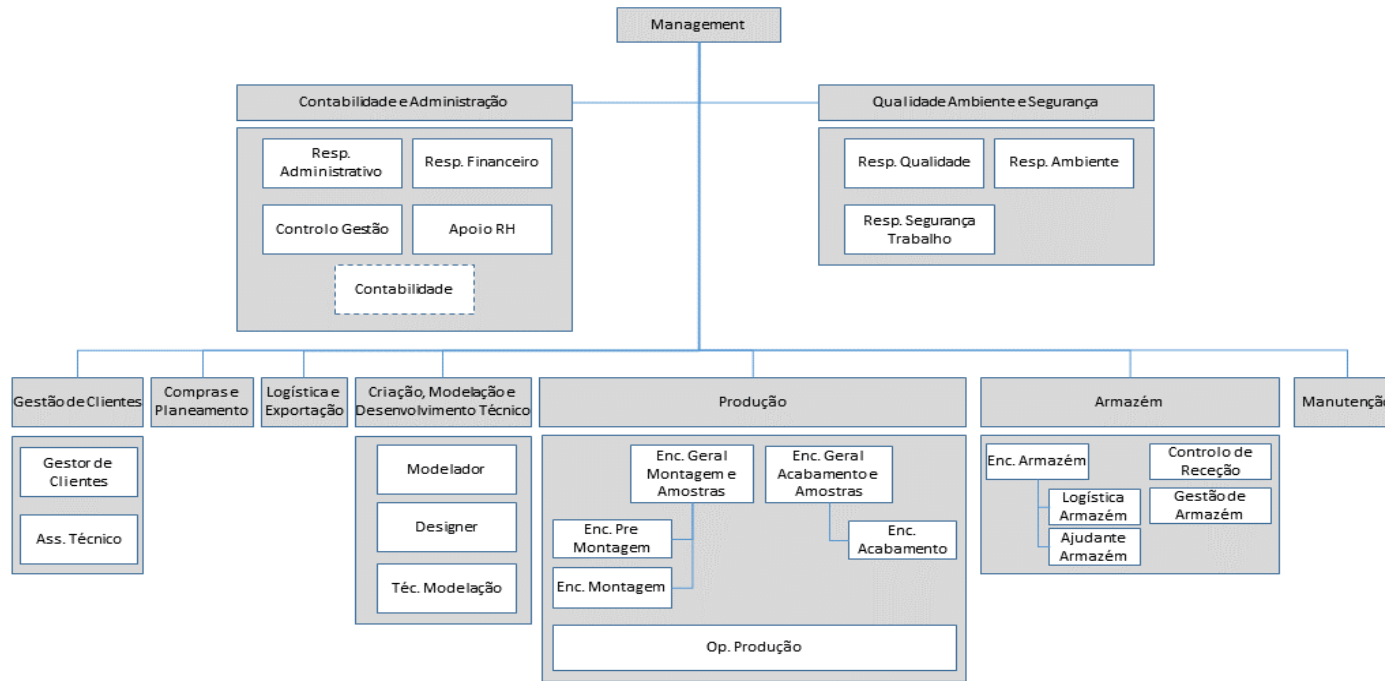 Management
Contabilidade e Administração
Qualidade Ambiente e Segurança
Resp.
Administrativo
Resp. Financeiro
Controlo Gestão
Apoio RH
Contabilidade
Resp. Qualidade
Resp. Ambiente
Resp. Segurança
Trabalho
Gestão de Clientes
Compras e
Planeamento
Logística e
Exportação
Criação, Modelação e
Desenvolvimento Técnico
Produção
Armazém
Manutenção
Gestor de
Clientes
Ass. Técnico
Modelador
Designer
Téc. Modelação
Enc. Geral
Montagem e
Amostras
Enc. Geral
Acabamento e
Amostras
Enc. Pre
Montagem
Enc. Montagem
Enc.
Acabamento
Op. Produção
Enc. Armazém
Logística
Armazém
Ajudante
Armazém
Controlo de
Receção
Gestão de
Armazém